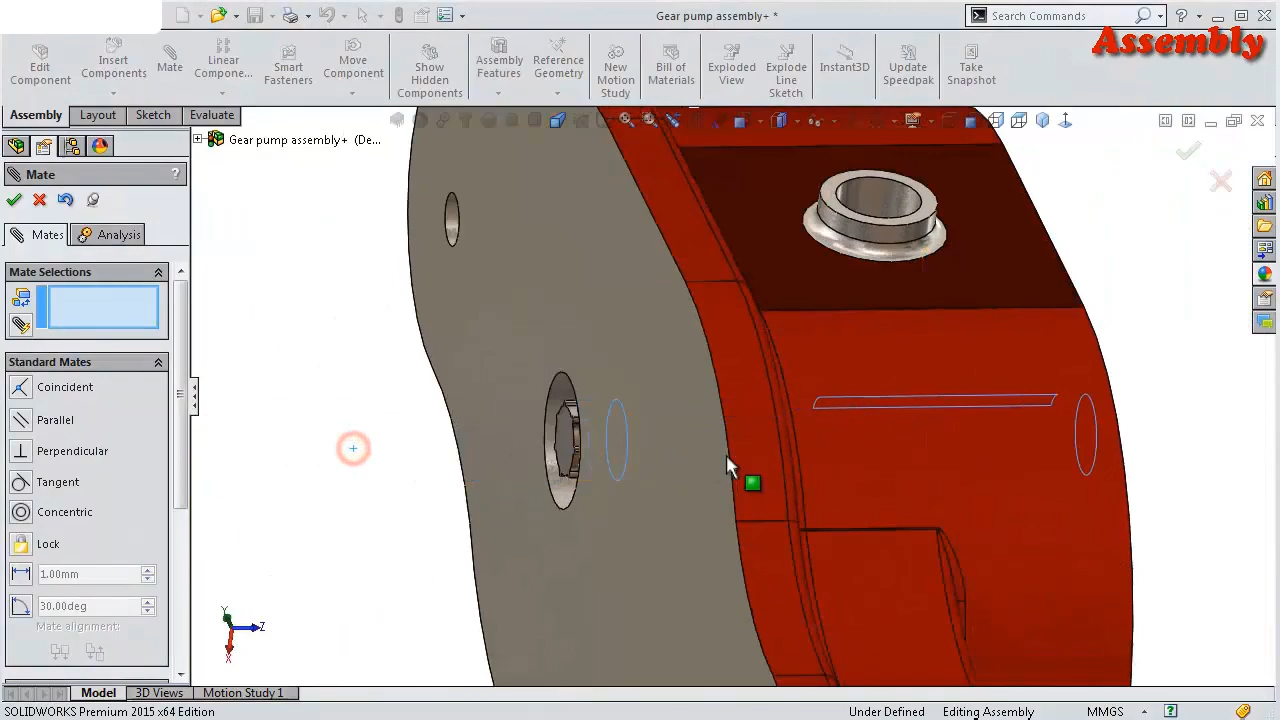 Gear pump assembly+ *
Search Commands
?
Assembly
Edit Component
Insert Components
Mate
Linear Compone...
Smart Fasteners
Move Component
Show Hidden Components
Assembly Features
Reference Geometry
New Motion Study
Bill of Materials
Exploded View
Explode Line Sketch
Instant3D
Update Speedpak
Take Snapshot
Assembly
Layout
Sketch
Evaluate
Gear pump assembly+ (De...
Mate
?
Mates
Analysis
Mate Selections
Standard Mates
Coincident
Parallel
Perpendicular
Tangent
Concentric
Lock
1.00mm
30.00deg
Mate alignment:
Y
Z
X
Model
3D Views
Motion Study 1
SOLIDWORKS Premium 2015 x64 Edition
Under Defined
Editing Assembly
MMGS
?